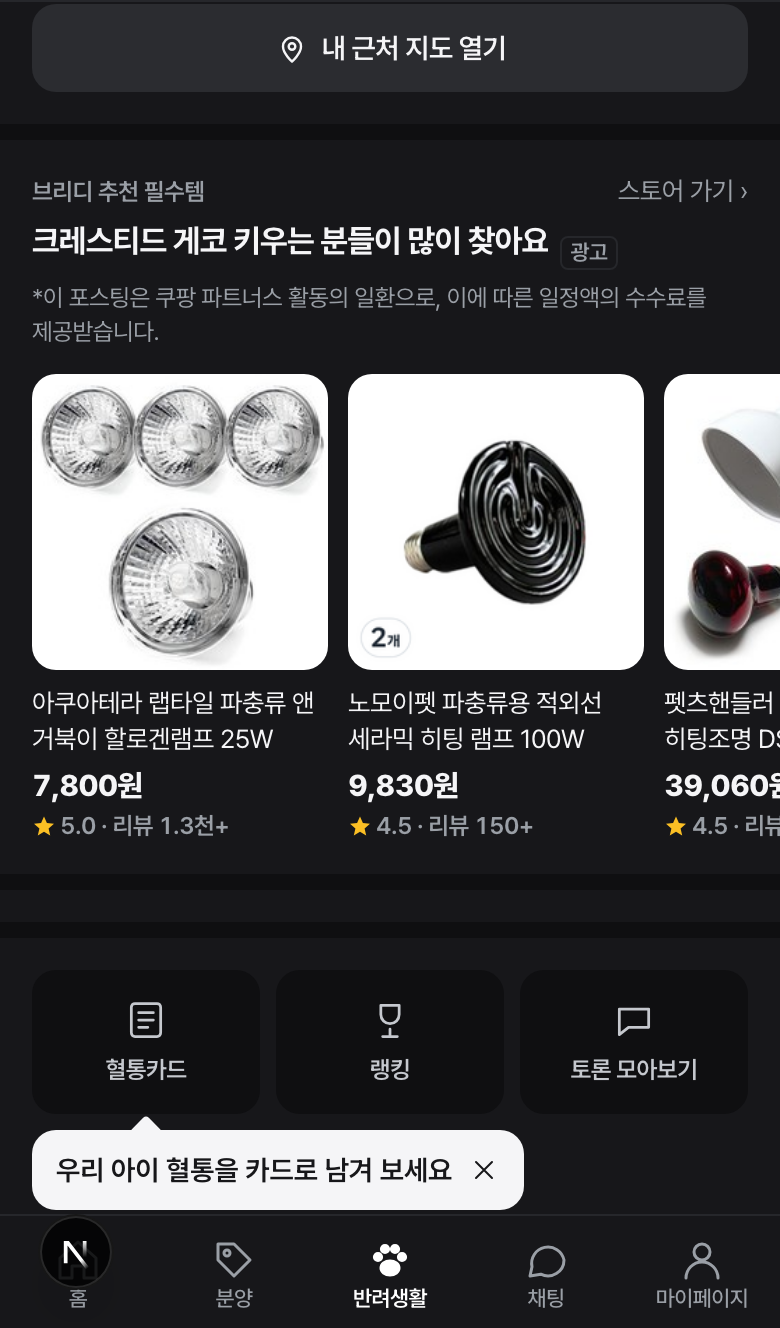 내 근처 지도 열기
브리디 추천 필수템
스토어 가기 ›
크레스티드 게코 키우는 분들이 많이 찾아요 광고
*이 포스팅은 쿠팡 파트너스 활동의 일환으로, 이에 따른 일정액의 수수료를
제공받습니다.
2개
아쿠아테라 랩타일 파충류 앤
거북이 할로겐램프 25W
7,800원
5.0 · 리뷰 1.3천+
노모이펫 파충류용 적외선
세라믹 히팅 램프 100W
9,830원
4.5 · 리뷰 150+
펫츠핸들러
히팅조명 DS
39,060원
4.5 · 리뷰
혈통카드
랭킹
토론 모아보기
우리 아이 혈통을 카드로 남겨 보세요
N
홈
분양
반려생활
채팅
마이페이지